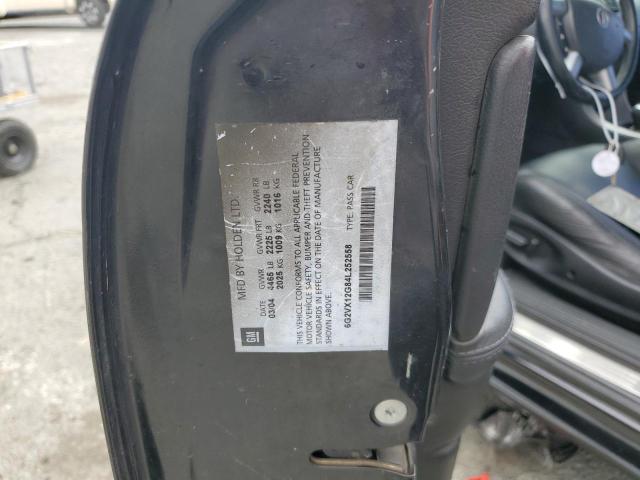 MFD BY HOLDEN LTD.
DATE GVWR GVWR FRT GVWR RR
03/04 4465 LB 2225 LB 2240 LB
2025 KG 1009 KG 1016 KG
THIS VEHICLE CONFORMS TO ALL APPLICABLE FEDERAL
MOTOR VEHICLE SAFETY, BUMPER AND THEFT PREVENTION
STANDARDS IN EFFECT ON THE DATE OF MANUFACTURE
SHOWN ABOVE.
6G2VX12G84L252558 TYPE: PASS CAR
GM